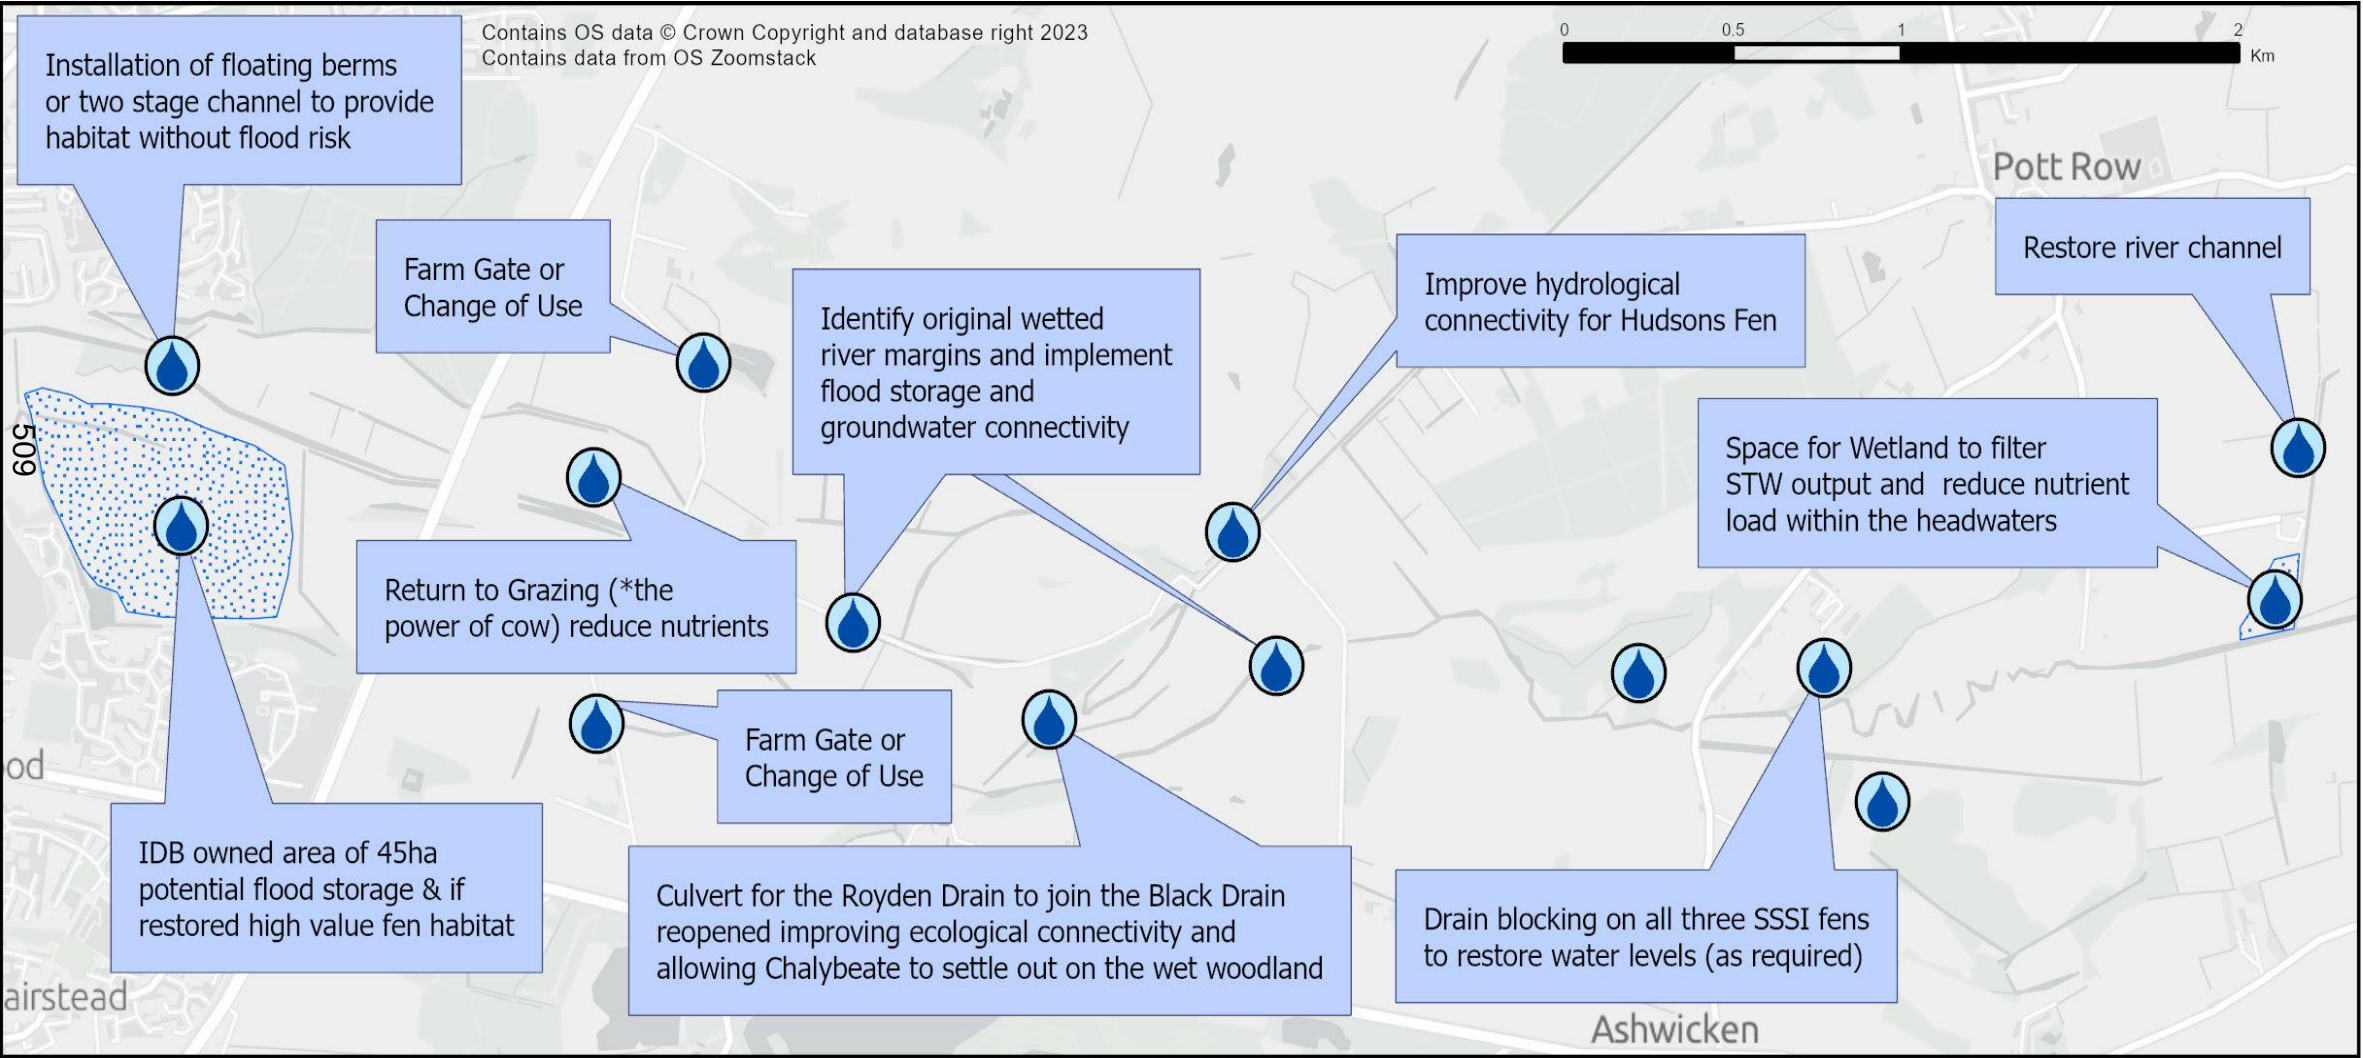 Contains OS data © Crown Copyright and database right 2023
Contains data from OS Zoomstack
0 0.5 1 2
Km
Installation of floating berms
or two stage channel to provide
habitat without flood risk
Pott Row
Farm Gate or
Change of Use
Identify original wetted
river margins and implement
flood storage and
groundwater connectivity
Improve hydrological
connectivity for Hudsons Fen
Restore river channel
509
Space for Wetland to filter
STW output and  reduce nutrient
load within the headwaters
Return to Grazing (*the
power of cow) reduce nutrients
Farm Gate or
Change of Use
od
IDB owned area of 45ha
potential flood storage & if
restored high value fen habitat
Culvert for the Royden Drain to join the Black Drain
reopened improving ecological connectivity and
allowing Chalybeate to settle out on the wet woodland
Drain blocking on all three SSSI fens
to restore water levels (as required)
airstead
Ashwicken